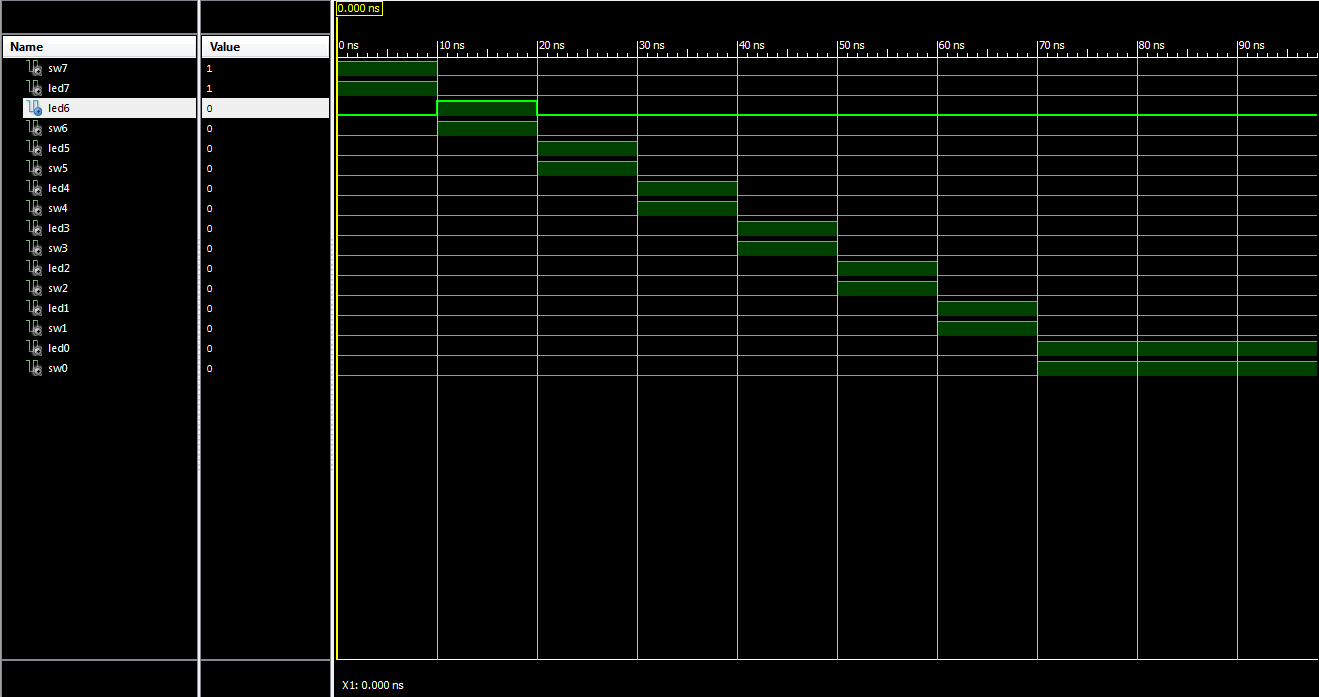 0.000 ns
Name Value
0 ns 10 ns 20 ns 30 ns 40 ns 50 ns 60 ns 70 ns 80 ns 90 ns
sw7 1
led7 1
led6 0
sw6 0
led5 0
sw5 0
led4 0
sw4 0
led3 0
sw3 0
led2 0
sw2 0
led1 0
sw1 0
led0 0
sw0 0
X1: 0.000 ns